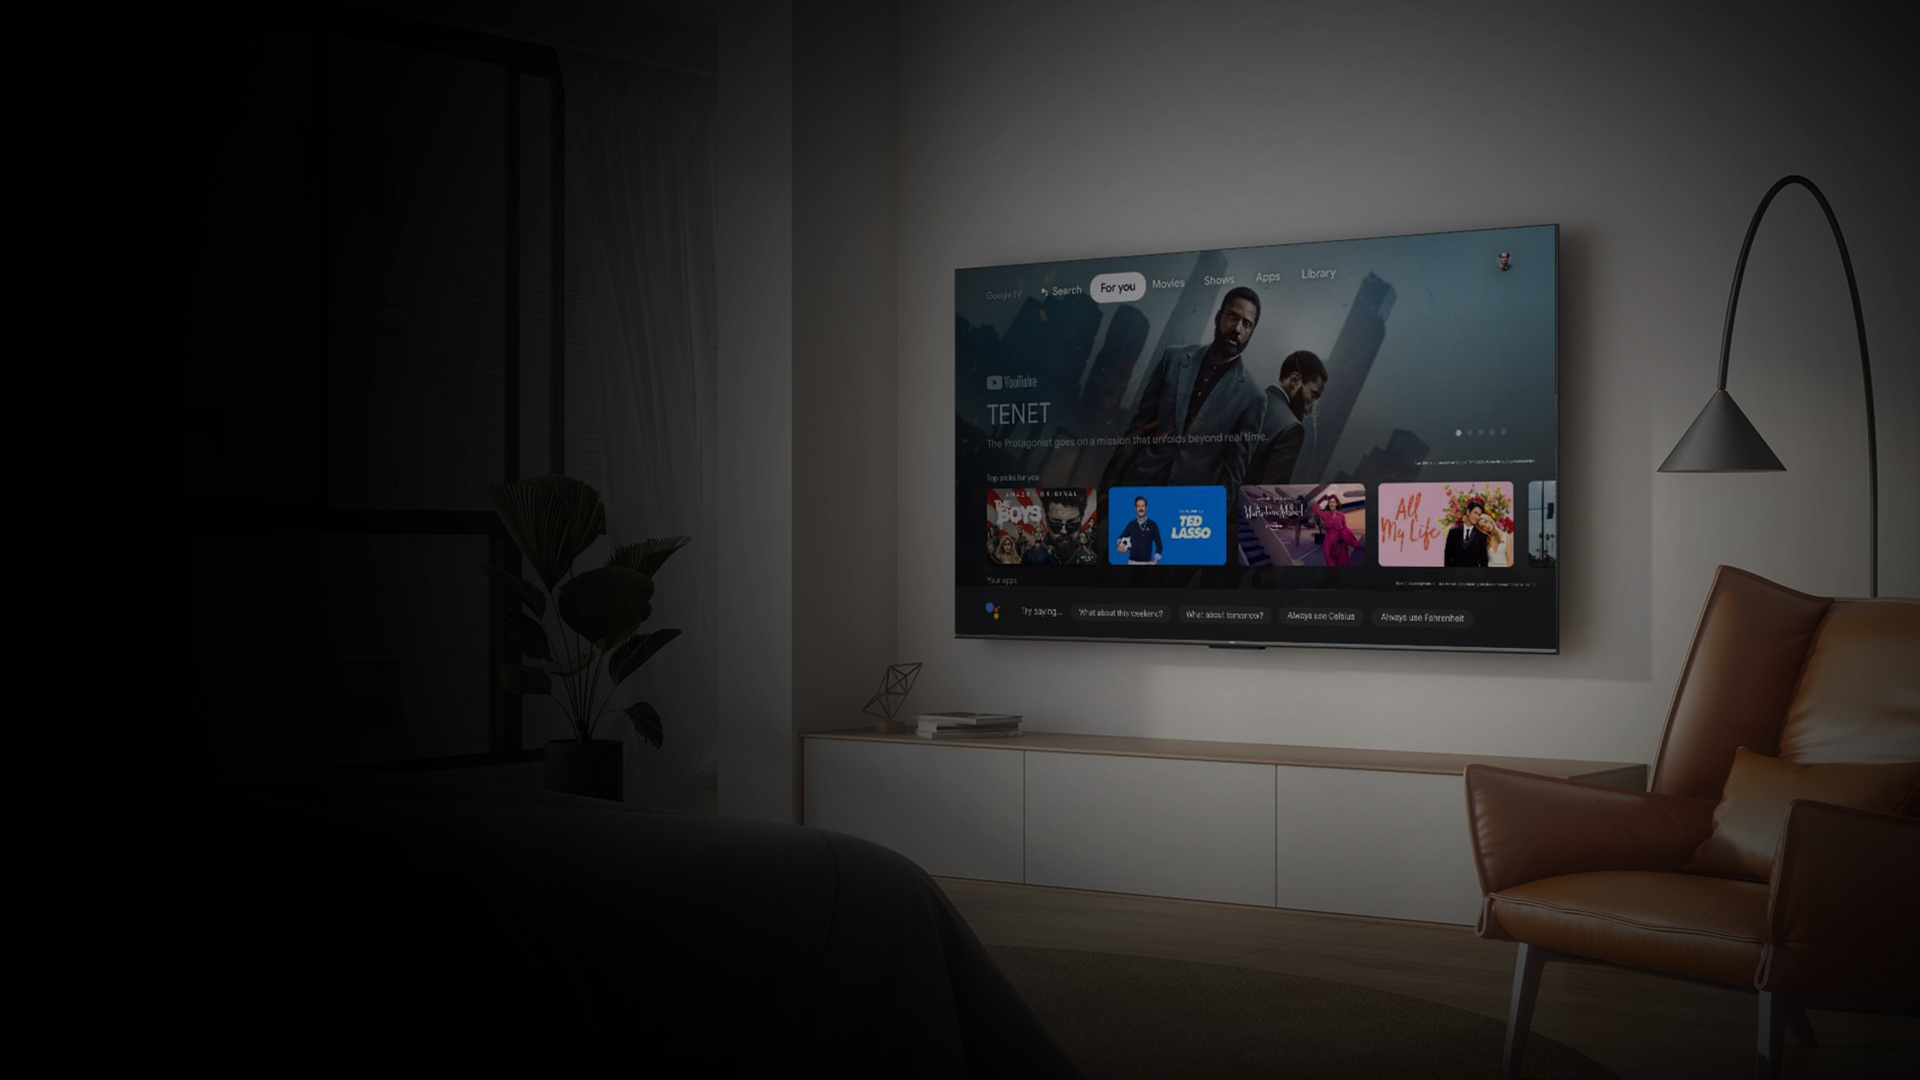 Google TV Search For you Movies Shows Apps Library
YouTube
TENET
The Protagonist goes on a mission that unfolds beyond real time.
Top picks for you
AMAZON ORIGINAL
THE BOYS
TED LASSO
All My Life
Your apps
Try saying... What about this weekend? What about tomorrow? Always use Celsius Always use Fahrenheit